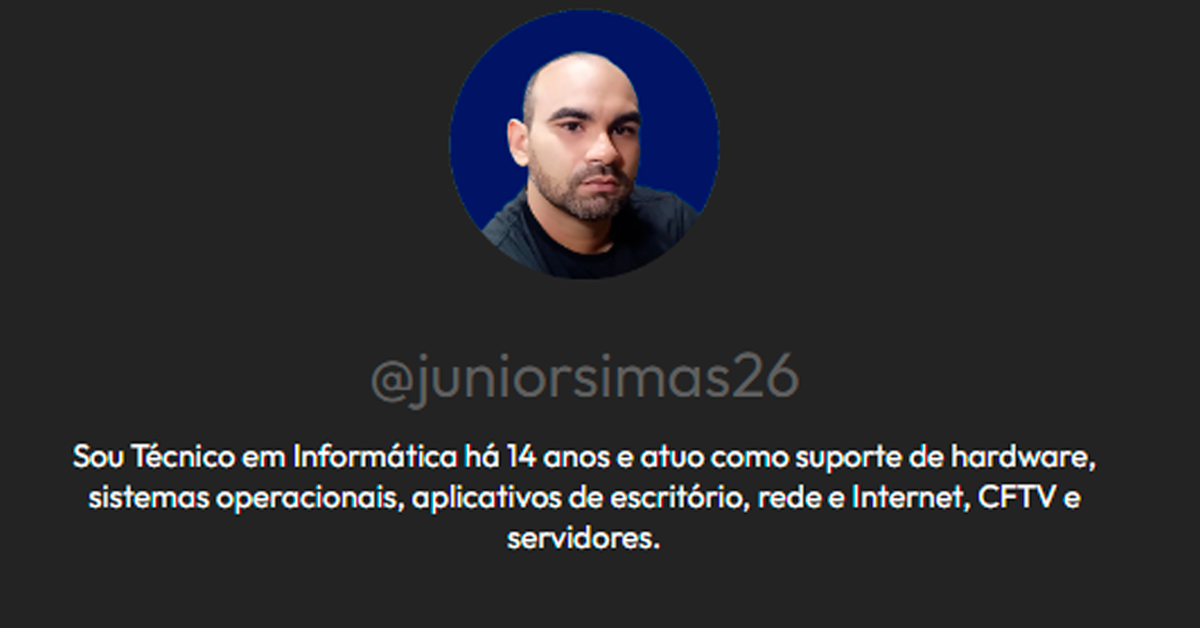 @juniorsimas26
Sou Técnico em Informática há 14 anos e atuo como suporte de hardware,
sistemas operacionais, aplicativos de escritório, rede e Internet, CFTV e
servidores.